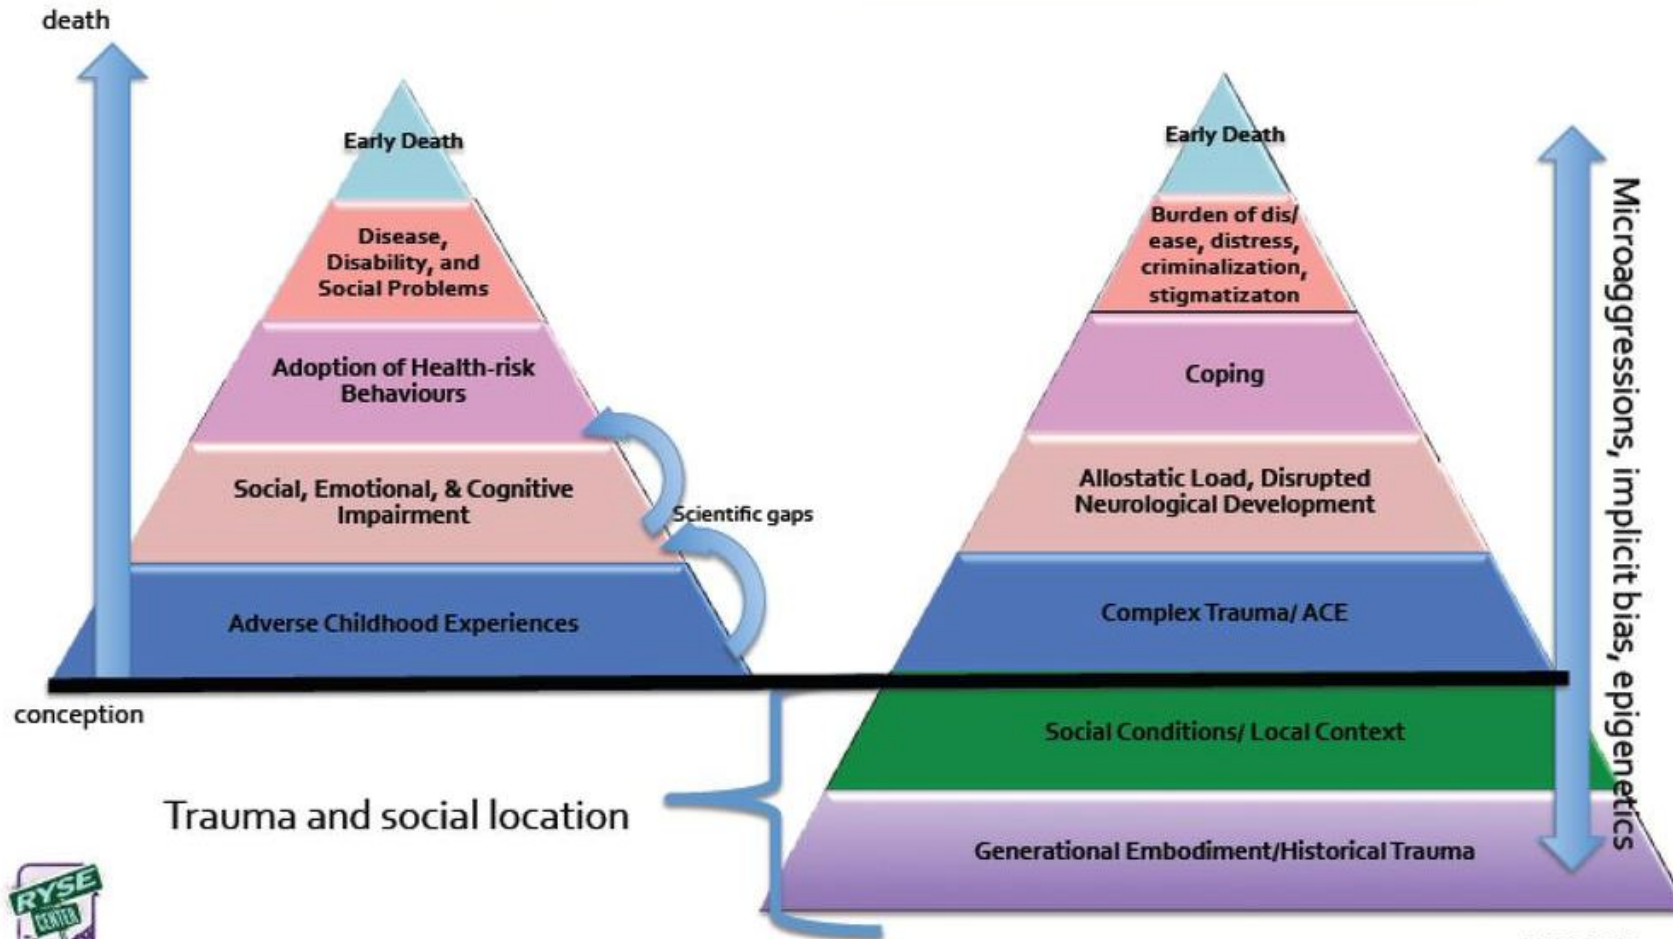 death
Early Death
Disease,
Disability, and
Social Problems
Adoption of Health-risk
Behaviours
Social, Emotional, & Cognitive
Impairment
Scientific gaps
Adverse Childhood Experiences
conception
Trauma and social location
Early Death
Burden of dis/
ease, distress,
criminalization,
stigmatizaton
Coping
Allostatic Load, Disrupted
Neurological Development
Complex Trauma/ ACE
Social Conditions/ Local Context
Generational Embodiment/Historical Trauma
Microaggressions, implicit bias, epigenetics
RYSE
CENTER